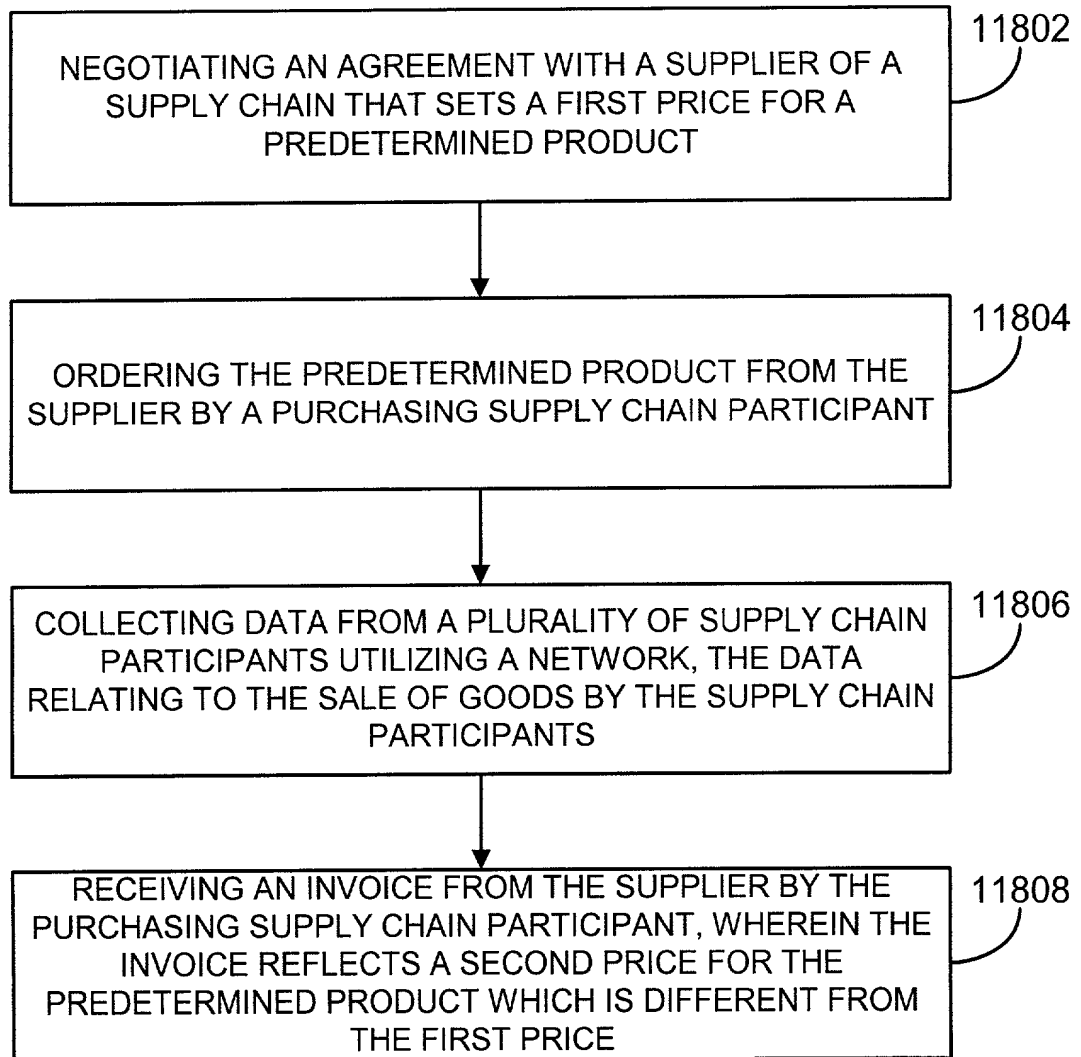 11802
NEGOTIATING AN AGREEMENT WITH A SUPPLIER OF A
SUPPLY CHAIN THAT SETS A FIRST PRICE FOR A
PREDETERMINED PRODUCT
11804
ORDERING THE PREDETERMINED PRODUCT FROM THE
SUPPLIER BY A PURCHASING SUPPLY CHAIN PARTICIPANT
11806
COLLECTING DATA FROM A PLURALITY OF SUPPLY CHAIN
PARTICIPANTS UTILIZING A NETWORK, THE DATA
RELATING TO THE SALE OF GOODS BY THE SUPPLY CHAIN
PARTICIPANTS
11808
RECEIVING AN INVOICE FROM THE SUPPLIER BY THE
PURCHASING SUPPLY CHAIN PARTICIPANT, WHEREIN THE
INVOICE REFLECTS A SECOND PRICE FOR THE
PREDETERMINED PRODUCT WHICH IS DIFFERENT FROM
THE FIRST PRICE